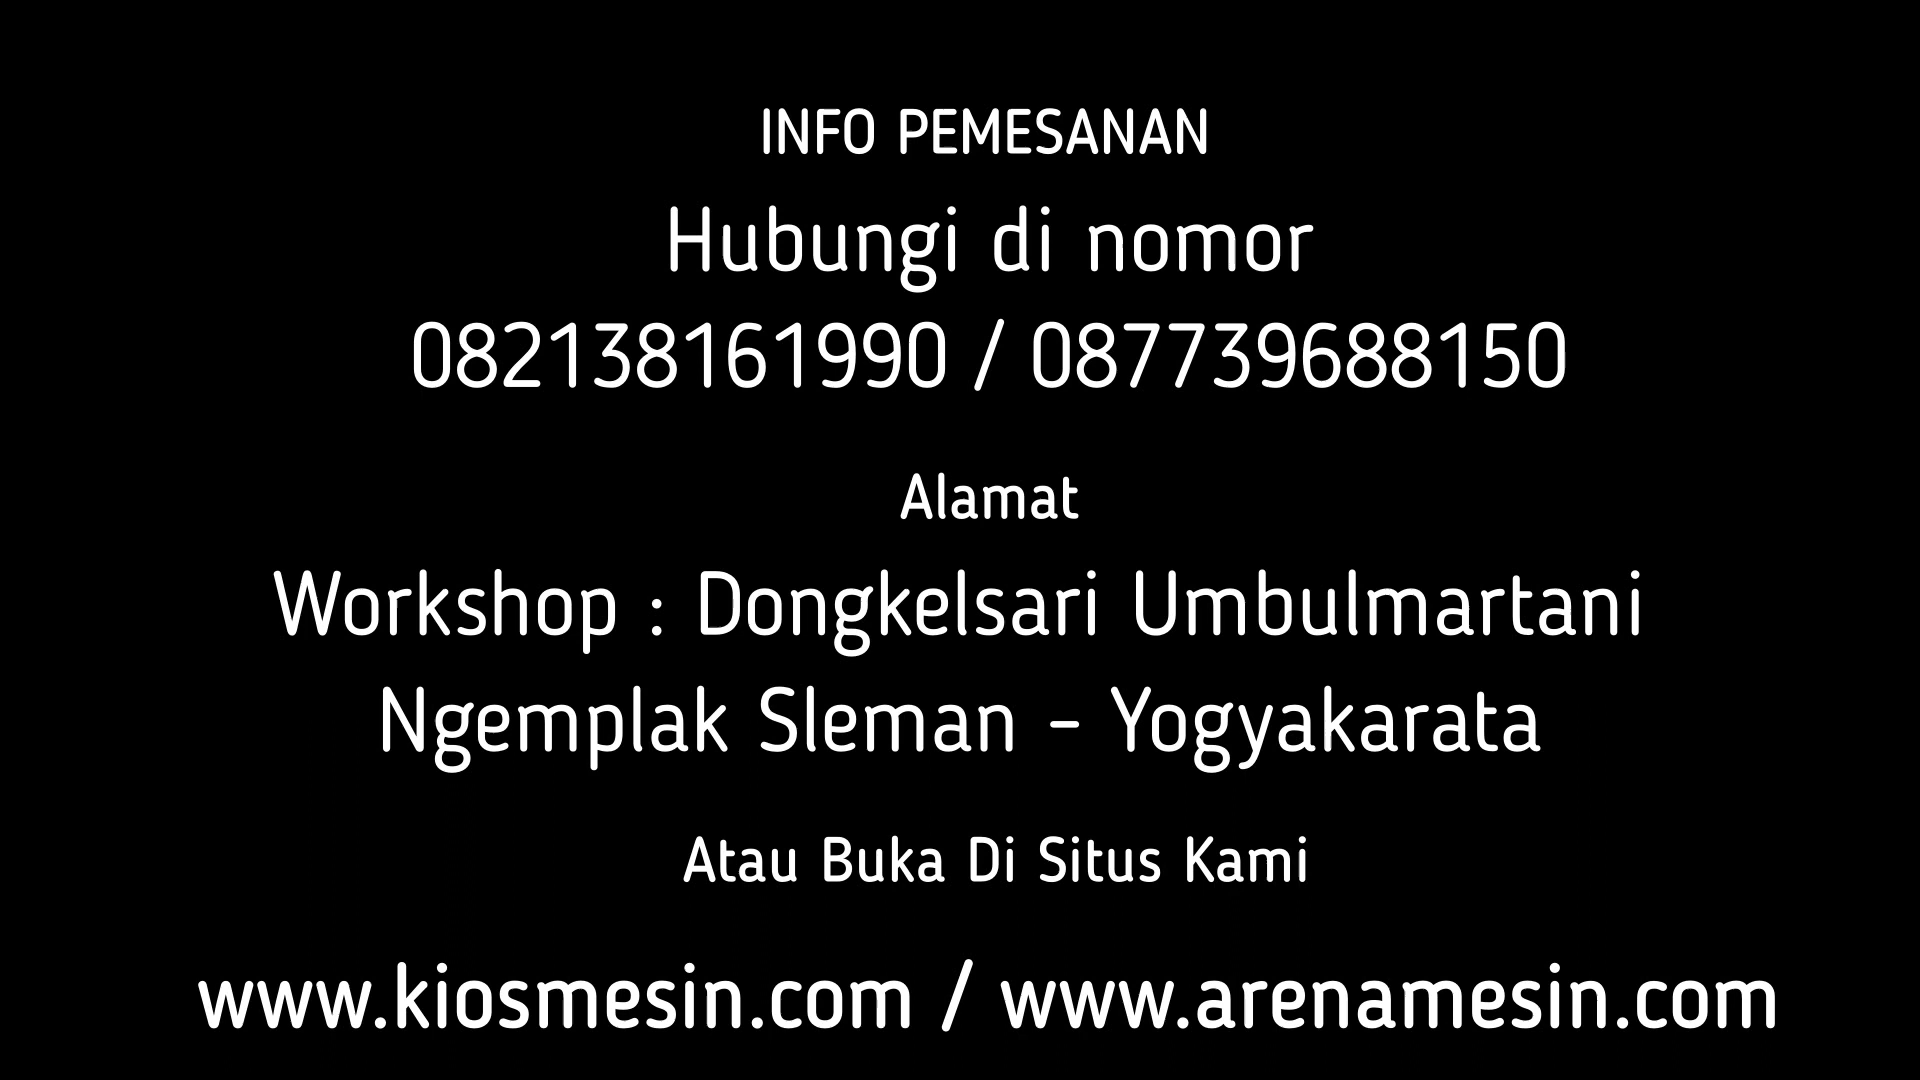 INFO PEMESANAN
Hubungi di nomor
082138161990 / 087739688150
Alamat
Workshop : Dongkelsari Umbulmartani
Ngemplak Sleman - Yogyakarata
Atau Buka Di Situs Kami
www.kiosmesin.com / www.arenamesin.com